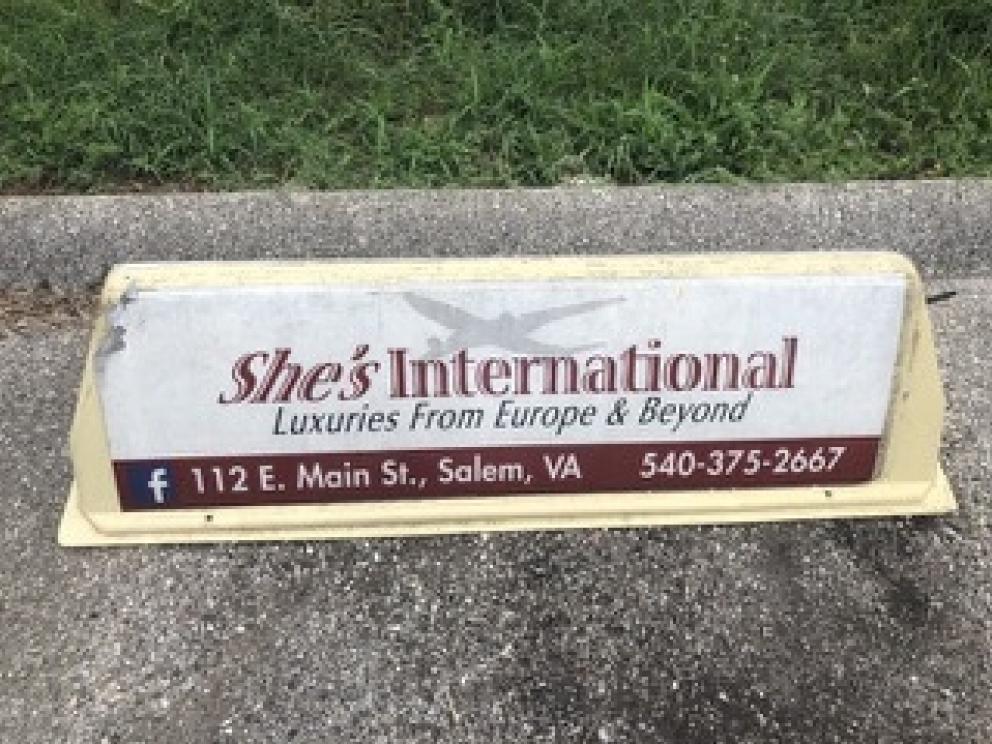 She's International
Luxuries From Europe & Beyond
f 112 E. Main St., Salem, VA 540-375-2667